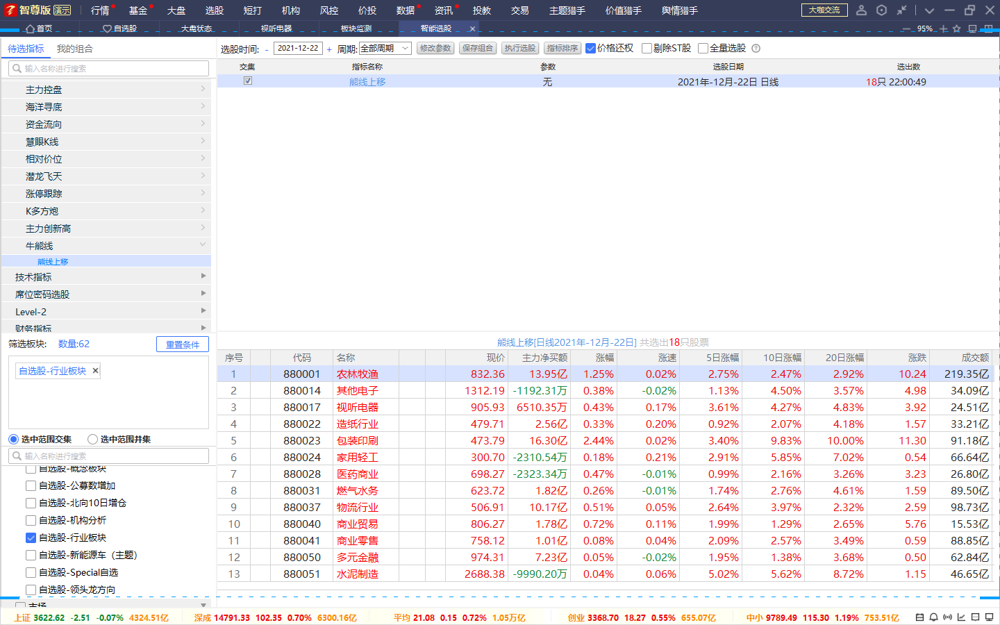 智尊版 演示 行情 基金 大盘 选股 短打 机构 风控 价投 数据 资讯 投教 交易 主题猎手 价值猎手 舆情猎手 大咖交流
首页 自选股 大盘状态 视听电器 板块监测 智能选股 × 95%
待选指标 我的组合
选股时间: - 2021-12-22 + 周期: 全部周期 修改参数 保存组合 执行选股 指标排序 价格还权 剔除ST股 全量选股 ?
输入名称进行搜索
交集 指标名称 参数 选股日期 选出数
熊线上移 无 2021年-12月-22日 日线 18只 22:00:49
主力控盘
海洋寻底
资金流向
慧眼K线
相对价位
潜龙飞天
涨停跟踪
K多方炮
主力创新高
牛熊线
熊线上移
技术指标
席位密码选股
Level-2
财务指标
筛选板块: 数量:62 重置条件
自选股-行业板块 ×
选中范围交集 选中范围并集
输入名称进行搜索
自选股-概念板块
自选股-公募数增加
自选股-北向10日增仓
自选股-机构分析
自选股-行业板块
自选股-新能源车（主题）
自选股-Special自选
自选股-领头龙方向
市场
熊线上移[日线2021年-12月-22日] 共选出18只股票
序号 代码 名称 现价 主力净买额 涨幅 涨速 5日涨幅 10日涨幅 20日涨幅 涨跌 成交额
1 880001 农林牧渔 832.36 13.95亿 1.25% 0.02% 2.75% 2.47% 2.92% 10.24 219.35亿
2 880014 其他电子 1312.19 -1192.31万 0.38% -0.02% 1.13% 4.50% 3.57% 4.98 34.09亿
3 880017 视听电器 905.93 6510.35万 0.43% 0.17% 3.61% 4.27% 4.83% 3.92 24.51亿
4 880022 造纸行业 479.71 2.56亿 0.33% 0.20% 0.92% 2.07% 4.18% 1.57 33.21亿
5 880023 包装印刷 473.79 16.30亿 2.44% 0.02% 3.40% 9.83% 10.00% 11.30 91.18亿
6 880024 家用轻工 300.70 -2310.54万 0.18% 0.21% 2.91% 5.85% 7.02% 0.54 66.64亿
7 880028 医药商业 698.27 -2323.34万 0.47% -0.01% 0.99% 2.16% 3.26% 3.23 26.80亿
8 880031 燃气水务 623.72 1.82亿 0.26% -0.01% 1.74% 2.76% 4.61% 1.59 89.50亿
9 880037 物流行业 506.91 10.17亿 0.51% 0.05% 2.64% 3.97% 2.32% 2.59 98.73亿
10 880040 商业贸易 806.27 1.78亿 0.72% 0.11% 1.99% 1.29% 2.65% 5.76 15.53亿
11 880041 商业零售 758.12 1.01亿 0.08% 0.04% 2.09% 2.57% 3.49% 0.59 88.85亿
12 880050 多元金融 974.31 7.23亿 0.05% -0.02% 1.95% 1.38% 3.68% 0.50 62.84亿
13 880051 水泥制造 2688.38 -9990.20万 0.04% 0.06% 5.02% 5.62% 8.72% 1.15 46.65亿
上证 3622.62 -2.51 -0.07% 4324.51亿 深成 14791.33 102.35 0.70% 6300.16亿 平均 21.08 0.15 0.72% 1.05万亿 创业 3368.70 18.27 0.55% 655.07亿 中小 9789.49 115.30 1.19% 753.51亿